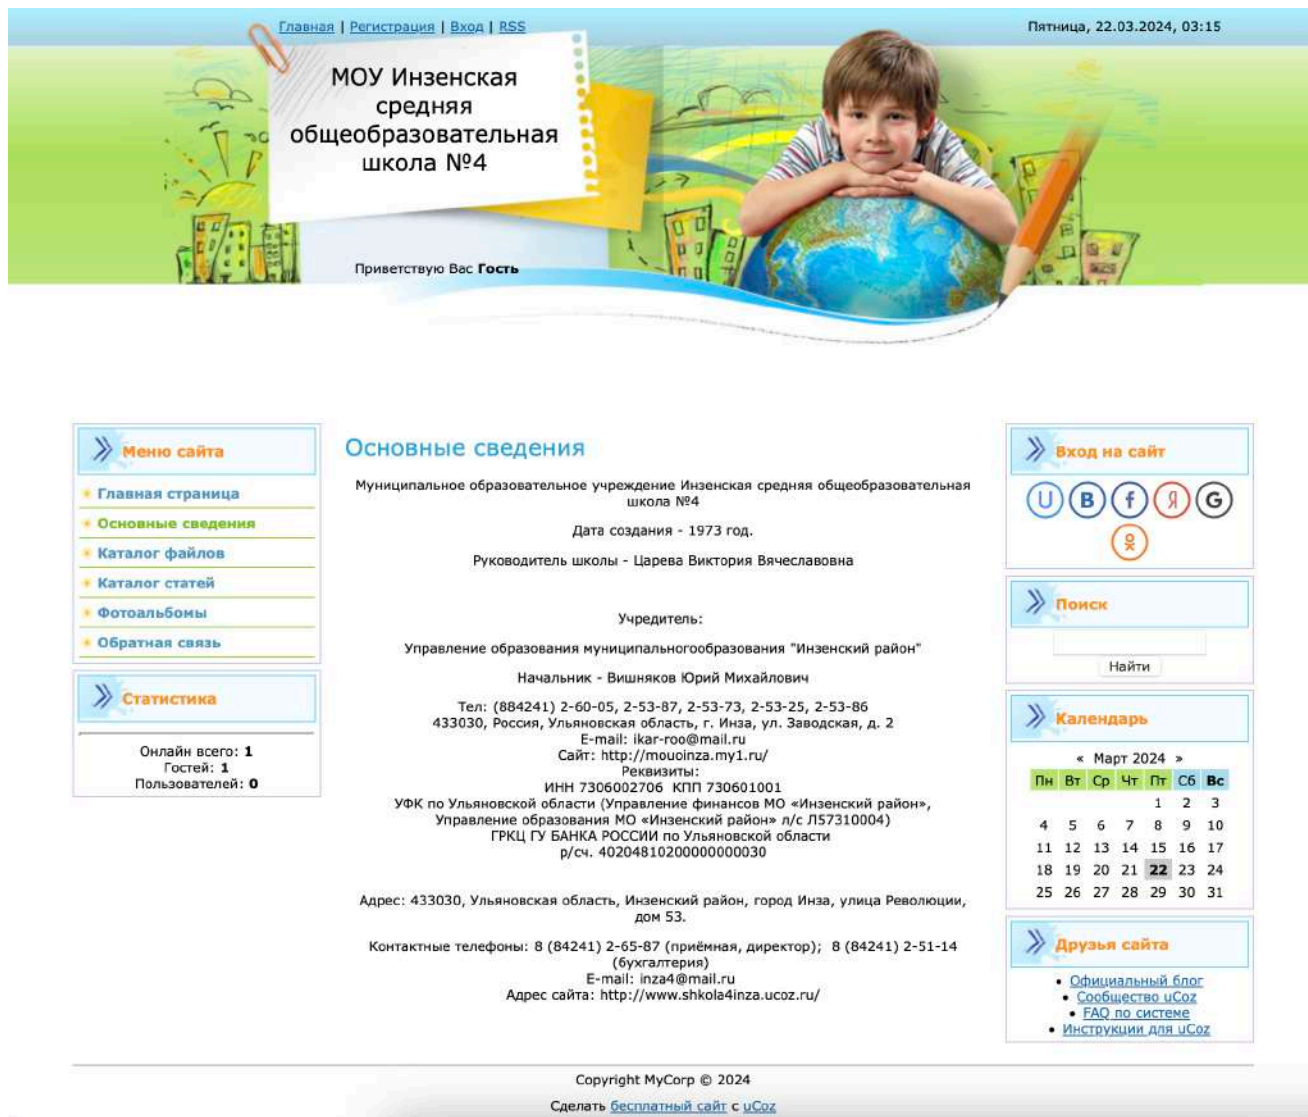 Главная | Регистрация | Вход | RSS
Пятница, 22.03.2024, 03:15
МОУ Инзенская
средняя
общеобразовательная
школа №4
Приветствую Вас Гость
Меню сайта
Главная страница
Основные сведения
Каталог файлов
Каталог статей
Фотоальбомы
Обратная связь
Статистика
Онлайн всего: 1
Гостей: 1
Пользователей: 0
Основные сведения
Муниципальное образовательное учреждение Инзенская средняя общеобразовательная
школа №4
Дата создания - 1973 год.
Руководитель школы - Царева Виктория Вячеславовна
Учредитель:
Управление образования муниципальногообразования "Инзенский район"
Начальник - Вишняков Юрий Михайлович
Тел: (884241) 2-60-05, 2-53-87, 2-53-73, 2-53-25, 2-53-86
433030, Россия, Ульяновская область, г. Инза, ул. Заводская, д. 2
E-mail: ikar-roo@mail.ru
Сайт: http://mouoinza.my1.ru/
Реквизиты:
ИНН 7306002706 КПП 730601001
УФК по Ульяновской области (Управление финансов МО «Инзенский район»,
Управление образования МО «Инзенский район» л/с Л57310004)
ГРКЦ ГУ БАНКА РОССИИ по Ульяновской области
р/сч. 40204810200000000030
Адрес: 433030, Ульяновская область, Инзенский район, город Инза, улица Революции,
дом 53.
Контактные телефоны: 8 (84241) 2-65-87 (приёмная, директор); 8 (84241) 2-51-14
(бухгалтерия)
E-mail: inza4@mail.ru
Адрес сайта: http://www.shkola4inza.ucoz.ru/
Вход на сайт
Поиск
Найти
Календарь
« Март 2024 »
Пн Вт Ср Чт Пт Сб Вс
1 2 3
4 5 6 7 8 9 10
11 12 13 14 15 16 17
18 19 20 21 22 23 24
25 26 27 28 29 30 31
Друзья сайта
Официальный блог
Сообщество uCoz
FAQ по системе
Инструкции для uCoz
Copyright MyCorp © 2024
Сделать бесплатный сайт с uCoz